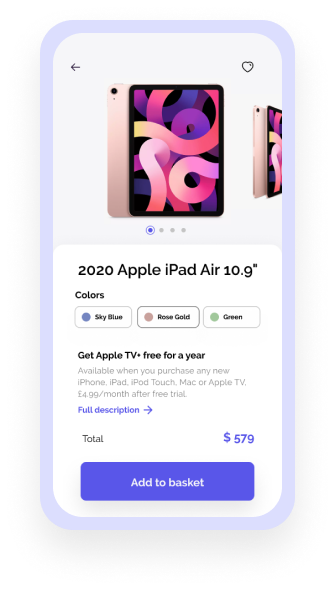 2020 Apple iPad Air 10.9"
Colors
Sky Blue Rose Gold Green
Get Apple TV+ free for a year
Available when you purchase any new
iPhone, iPad, iPod Touch, Mac or Apple TV,
£4.99/month after free trial.
Full description
Total $ 579
Add to basket